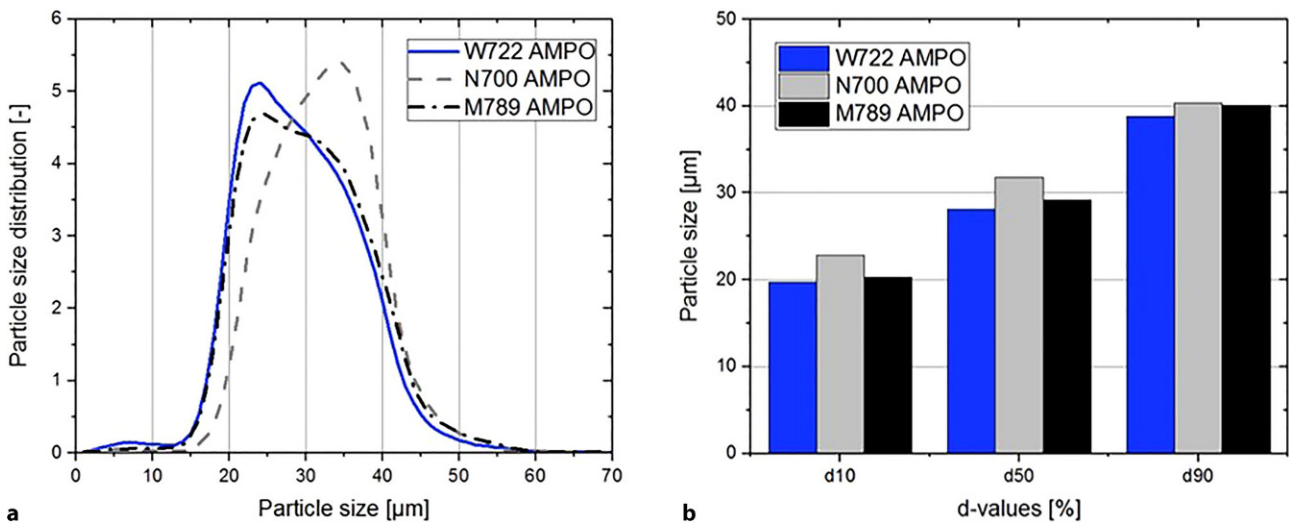 6
5
4
3
2
1
0
Particle size distribution [-]
W722 AMPO
N700 AMPO
M789 AMPO
0 10 20 30 40 50 60 70
Particle size [µm]
a
50
40
30
20
10
0
Particle size [µm]
W722 AMPO
N700 AMPO
M789 AMPO
d10 d50 d90
d-values [%]
b